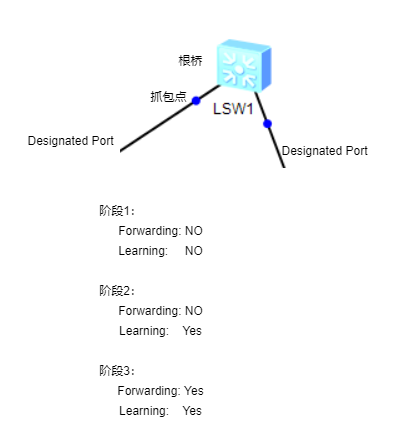 根桥
抓包点
LSW1
Designated Port
Designated Port
阶段1:
Forwarding: NO
Learning: NO
阶段2:
Forwarding: NO
Learning: Yes
阶段3:
Forwarding: Yes
Learning: Yes